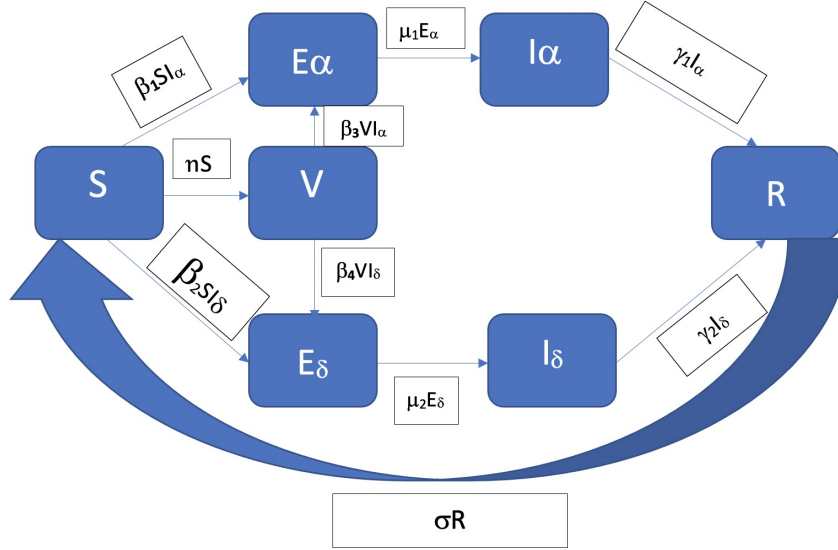 Eα
μ₁Eα
Iα
γ₁Iα
β₁SIα
β₃VIα
S
ηS
V
R
β₂SIδ
β₄VIδ
Eδ
μ₂Eδ
Iδ
γ₂Iδ
σR